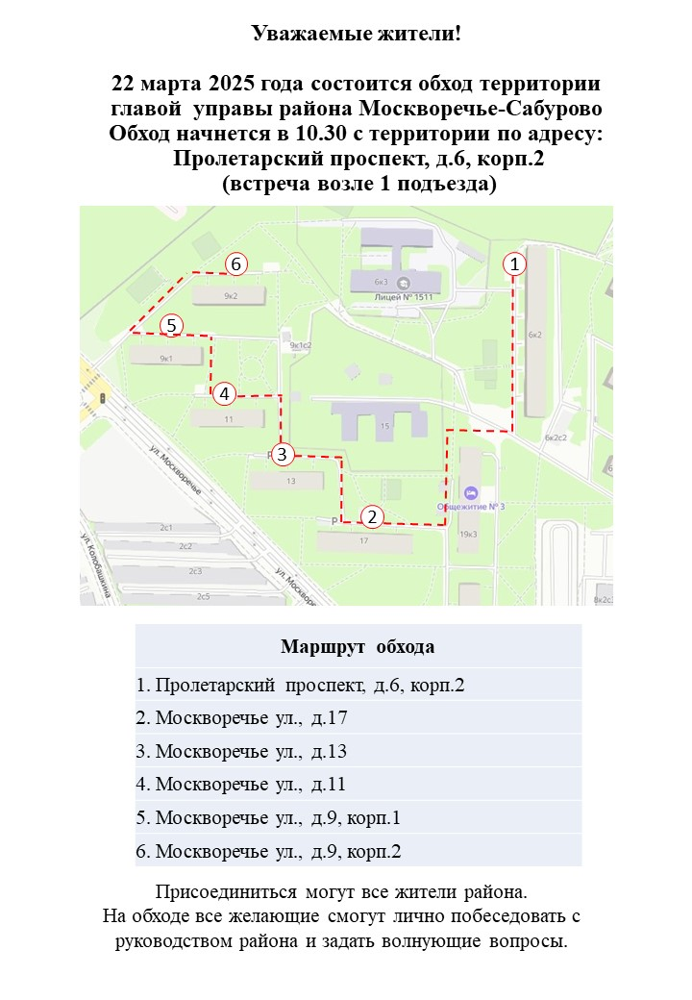 Уважаемые жители!
22 марта 2025 года состоится обход территории
главой управы района Москворечье-Сабурово
Обход начнется в 10.30 с территории по адресу:
Пролетарский проспект, д.6, корп.2
(встреча возле 1 подъезда)
6
1
6к3
Лицей № 1511
9к2
5
6к2
9к1
9к1с2
4
11
15
6к2с2
3
P
13
ул. Москворечье
Общежитие № 3
2
P
17
19к3
2с1
2с2
ул. Колобашкина
2с3
ул. Москворе
2с5
8к2с3
Маршрут обхода
1. Пролетарский проспект, д.6, корп.2
2. Москворечье ул., д.17
3. Москворечье ул., д.13
4. Москворечье ул., д.11
5. Москворечье ул., д.9, корп.1
6. Москворечье ул., д.9, корп.2
Присоединиться могут все жители района.
На обходе все желающие смогут лично побеседовать с
руководством района и задать волнующие вопросы.